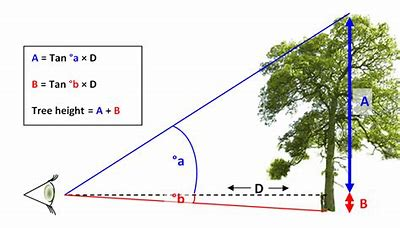 A = Tan °a × D
B = Tan °b × D
Tree height = A + B
A
°a
D
°b
B